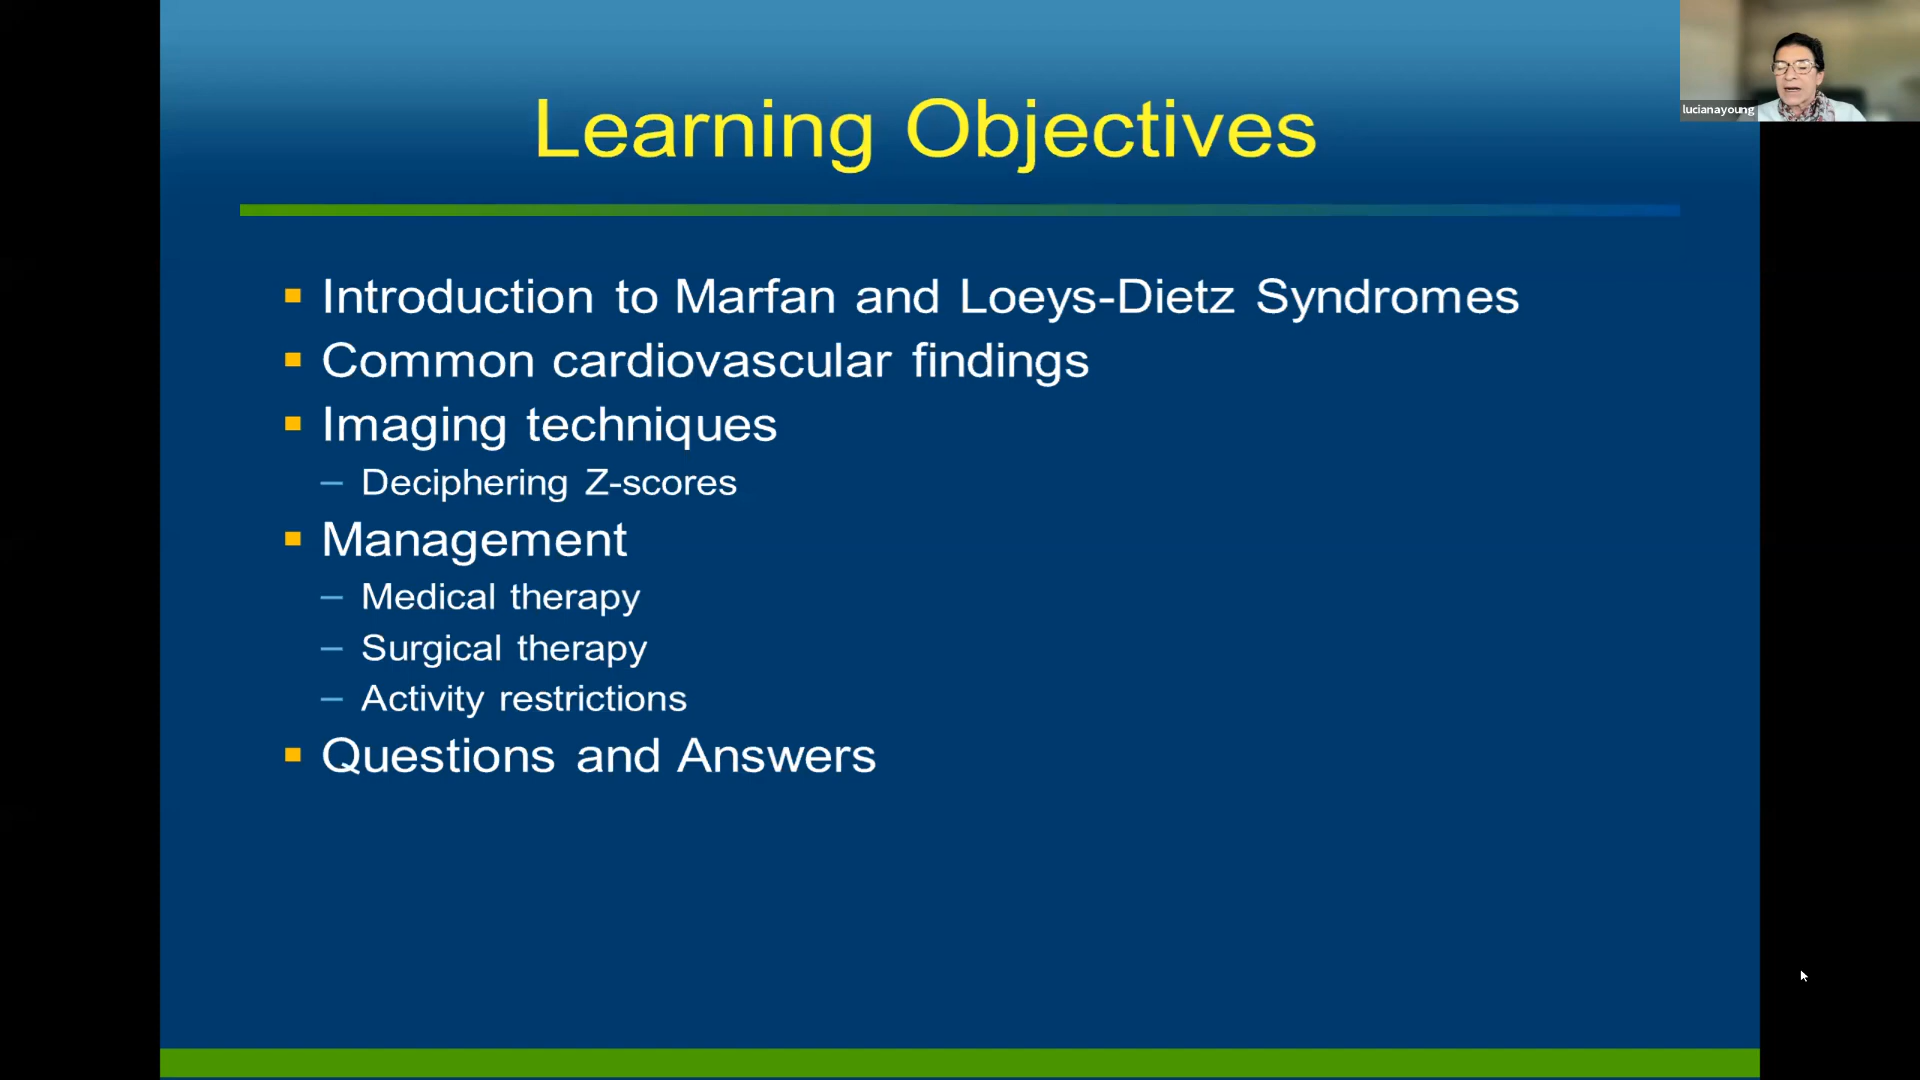 lucianayoung
Learning Objectives
Introduction to Marfan and Loeys-Dietz Syndromes
Common cardiovascular findings
Imaging techniques
– Deciphering Z-scores
Management
– Medical therapy
– Surgical therapy
– Activity restrictions
Questions and Answers